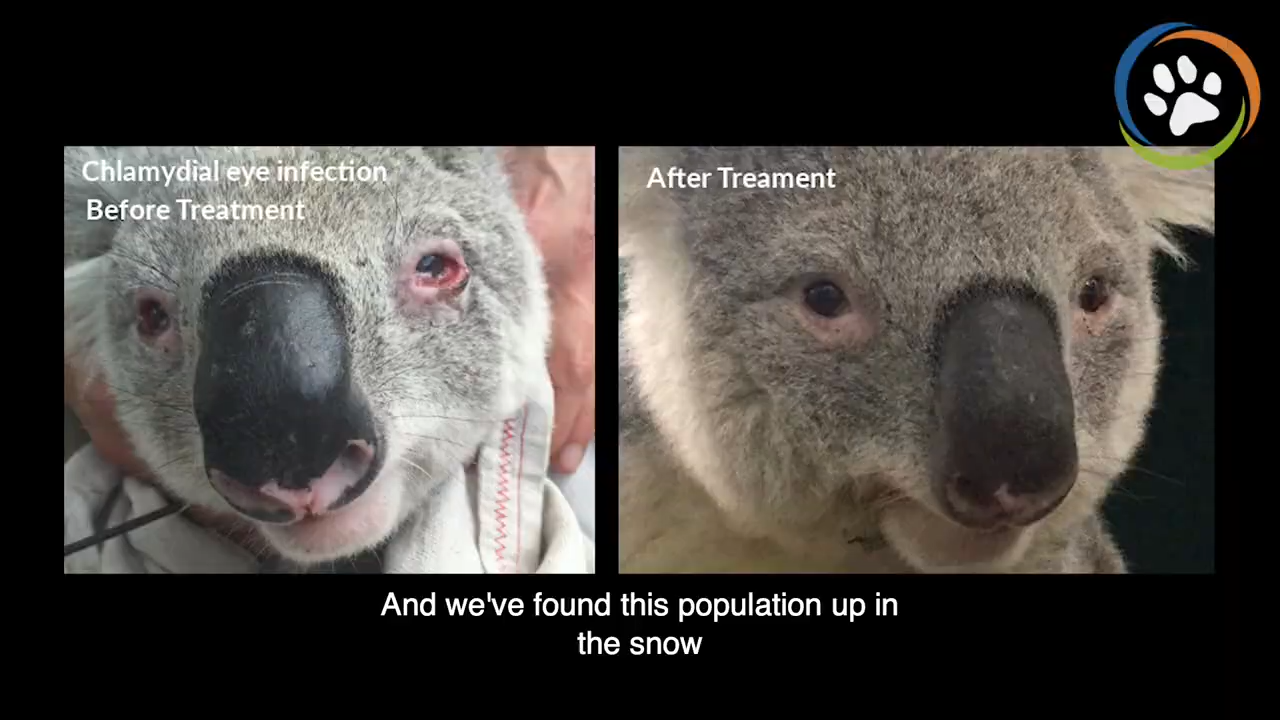 Chlamydial eye infection
Before Treatment
After Treament
And we've found this population up in
the snow